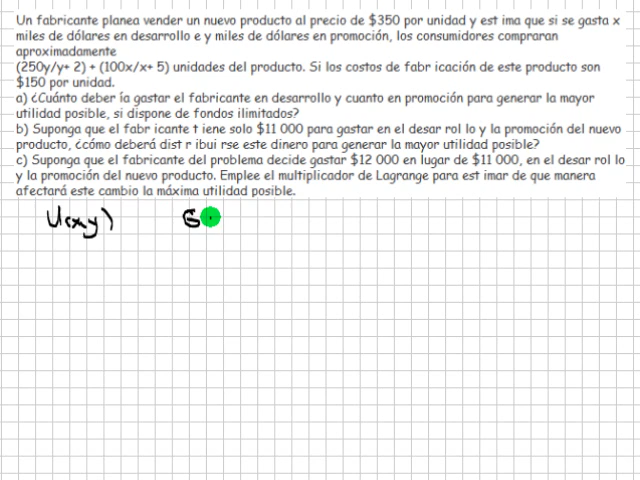 Un fabricante planea vender un nuevo producto al precio de $350 por unidad y est ima que si se gasta x
miles de dólares en desarrollo e y miles de dólares en promoción, los consumidores compraran
aproximadamente
(250y/y+ 2) + (100x/x+ 5) unidades del producto. Si los costos de fabr icación de este producto son
$150 por unidad.
a) ¿Cuánto deber ía gastar el fabricante en desarrollo y cuanto en promoción para generar la mayor
utilidad posible, si dispone de fondos ilimitados?
b) Suponga que el fabr icante t iene solo $11 000 para gastar en el desar rol lo y la promoción del nuevo
producto, ¿cómo deberá dist r ibui rse este dinero para generar la mayor utilidad posible?
c) Suponga que el fabricante del problema decide gastar $12 000 en lugar de $11 000, en el desar rol lo
y la promoción del nuevo producto. Emplee el multiplicador de Lagrange para est imar de que manera
afectará este cambio la máxima utilidad posible.
U(x,y)